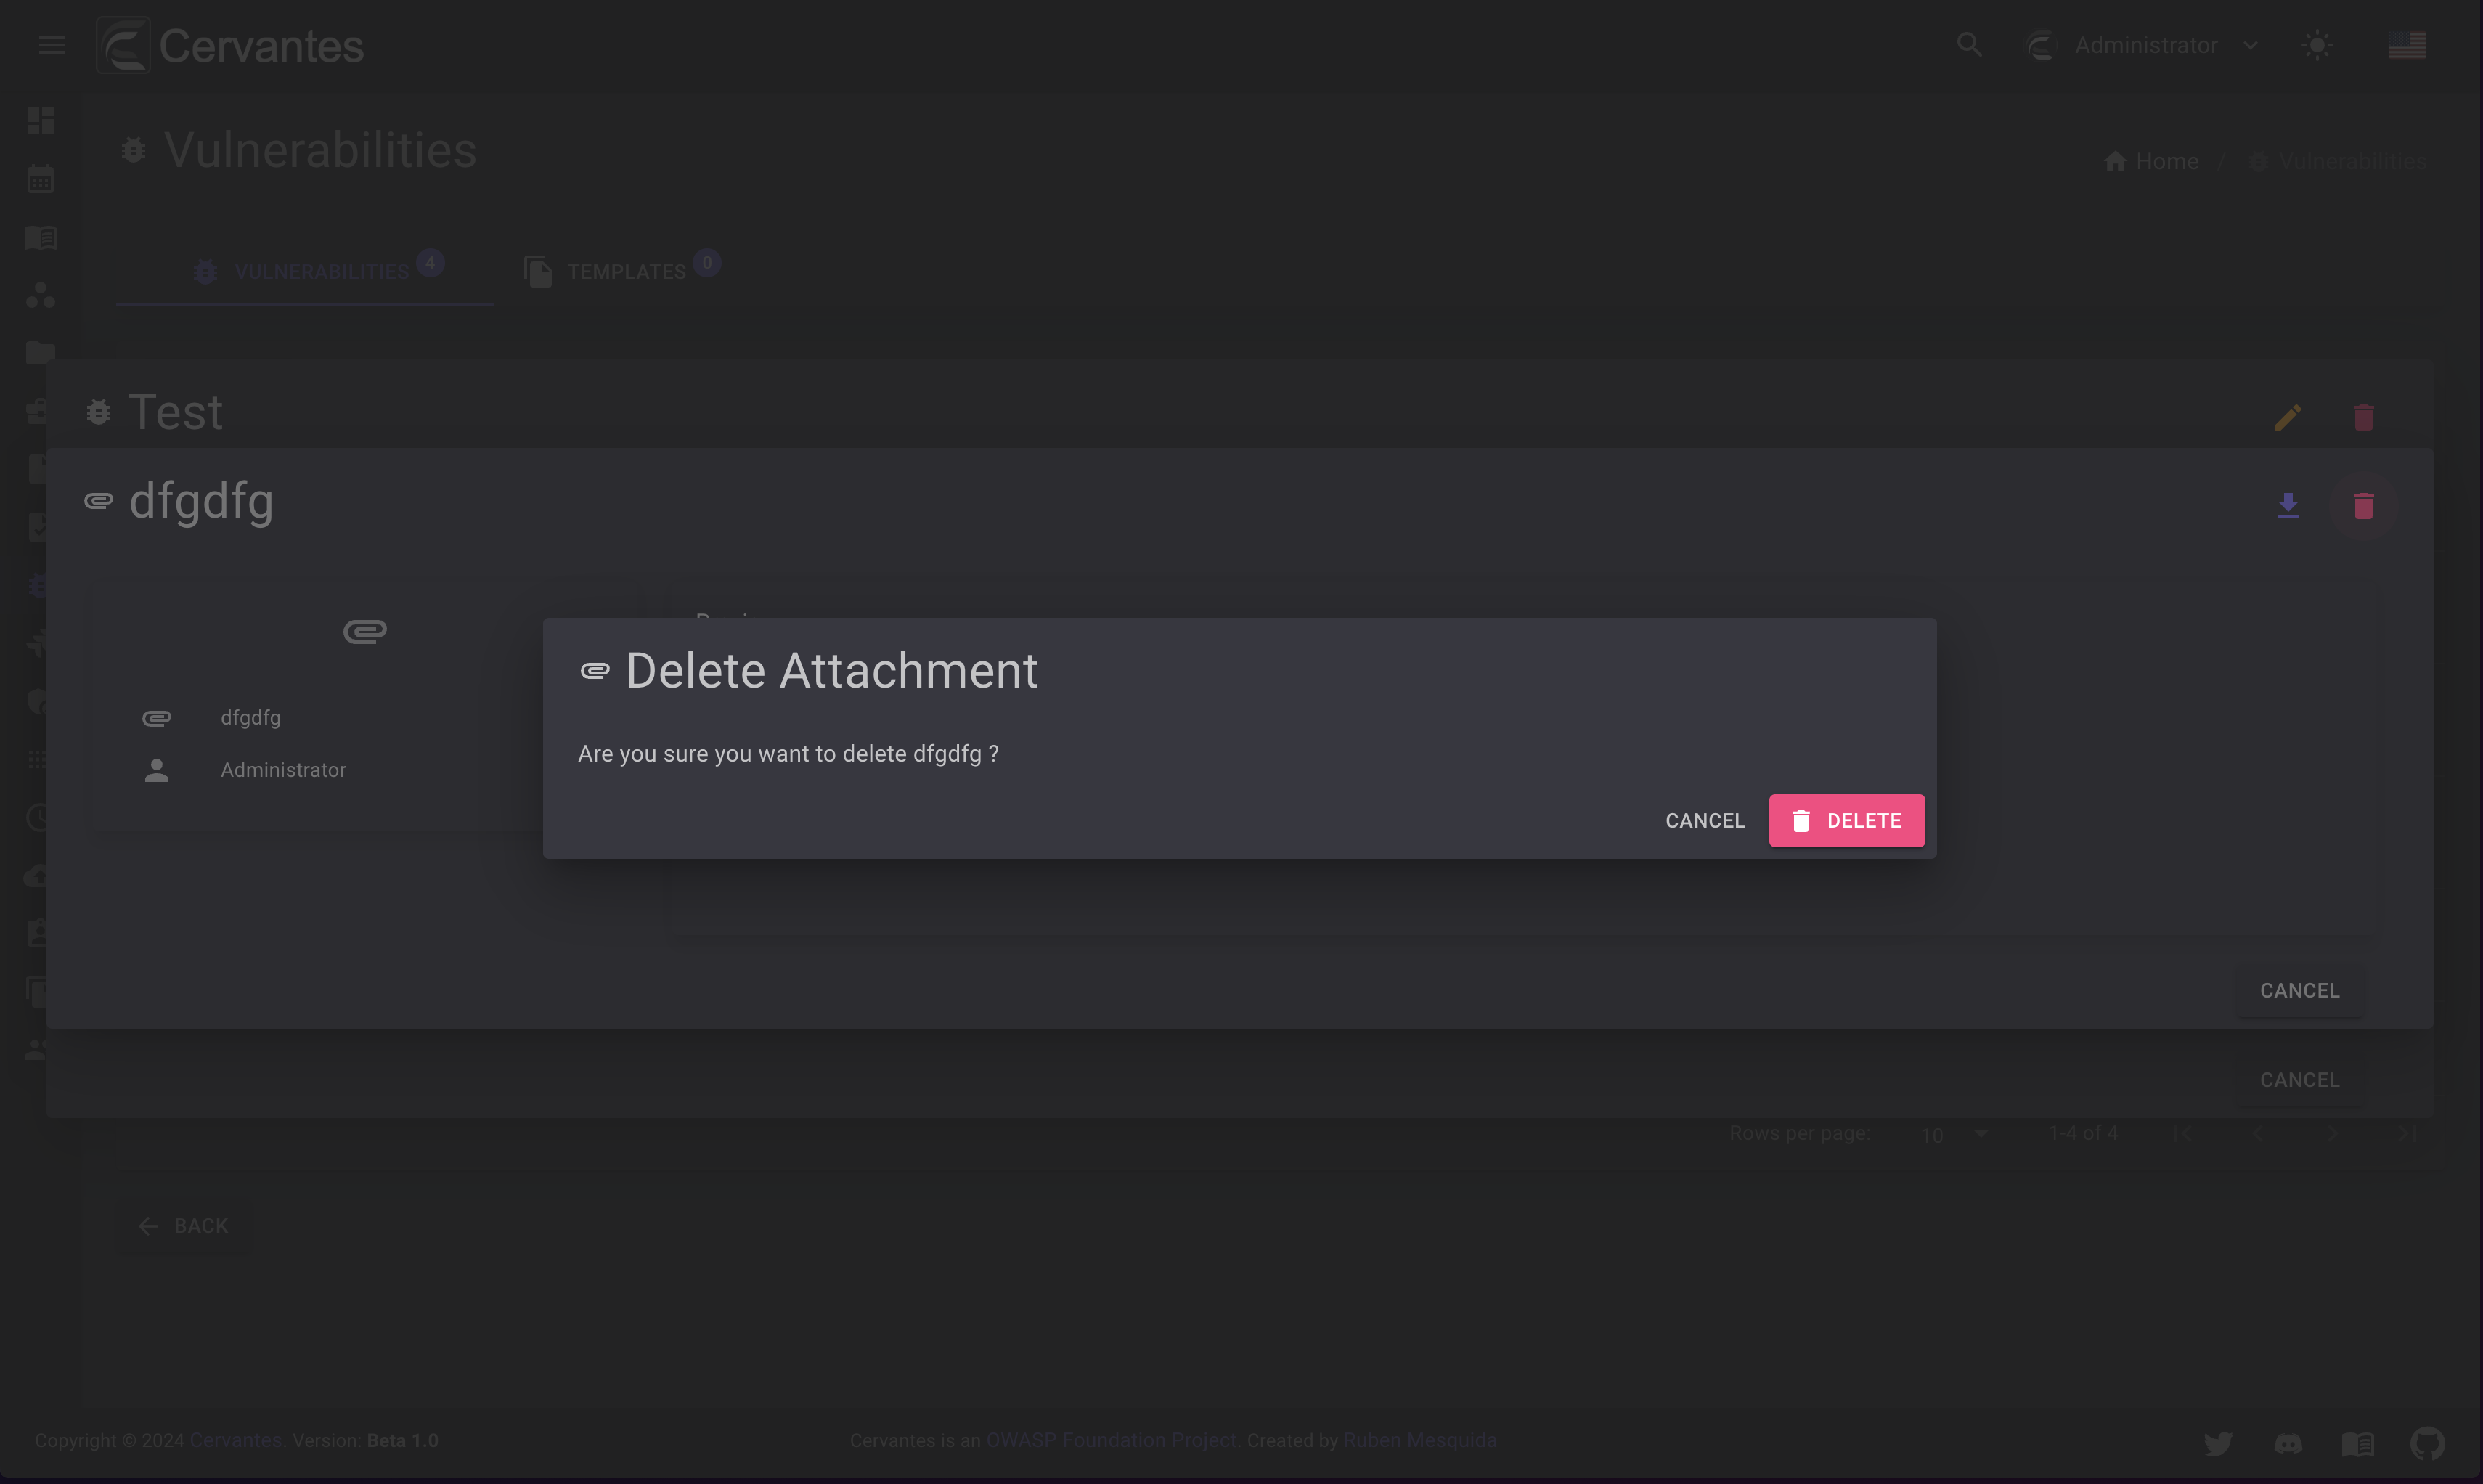 Cervantes
Administrator
Vulnerabilities
Home / Vulnerabilities
VULNERABILITIES 4
TEMPLATES 0
Test
dfgdfg
Delete Attachment
dfgdfg
Are you sure you want to delete dfgdfg ?
Administrator
CANCEL
DELETE
CANCEL
CANCEL
Rows per page: 10 1-4 of 4
BACK
Copyright © 2024 Cervantes. Version: Beta 1.0
Cervantes is an OWASP Foundation Project. Created by Ruben Mesquida